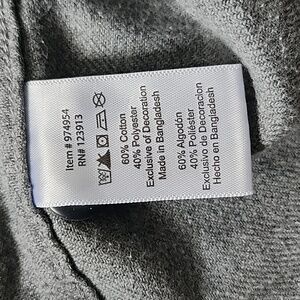 Item # 974954
RN# 123913
60% Cotton
40% Polyester
Exclusive of Decoration
Made in Bangladesh
60% Algodón
40% Poliéster
Exclusivo de Decoracion
Hecho en Bangladesh